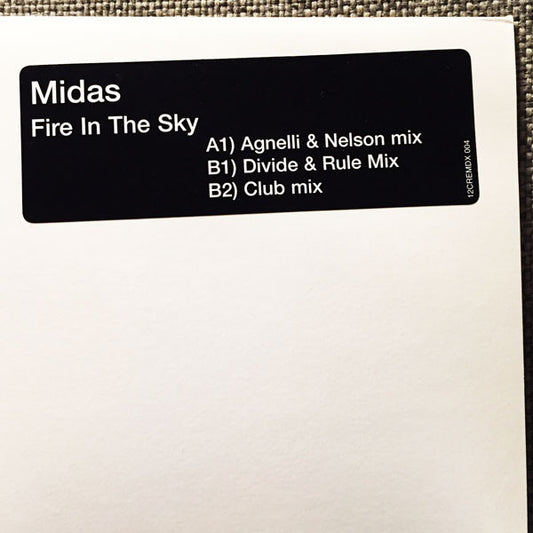 Midas
Fire In The Sky
A1) Agnelli & Nelson mix
B1) Divide & Rule Mix
B2) Club mix
12CREMDX 004